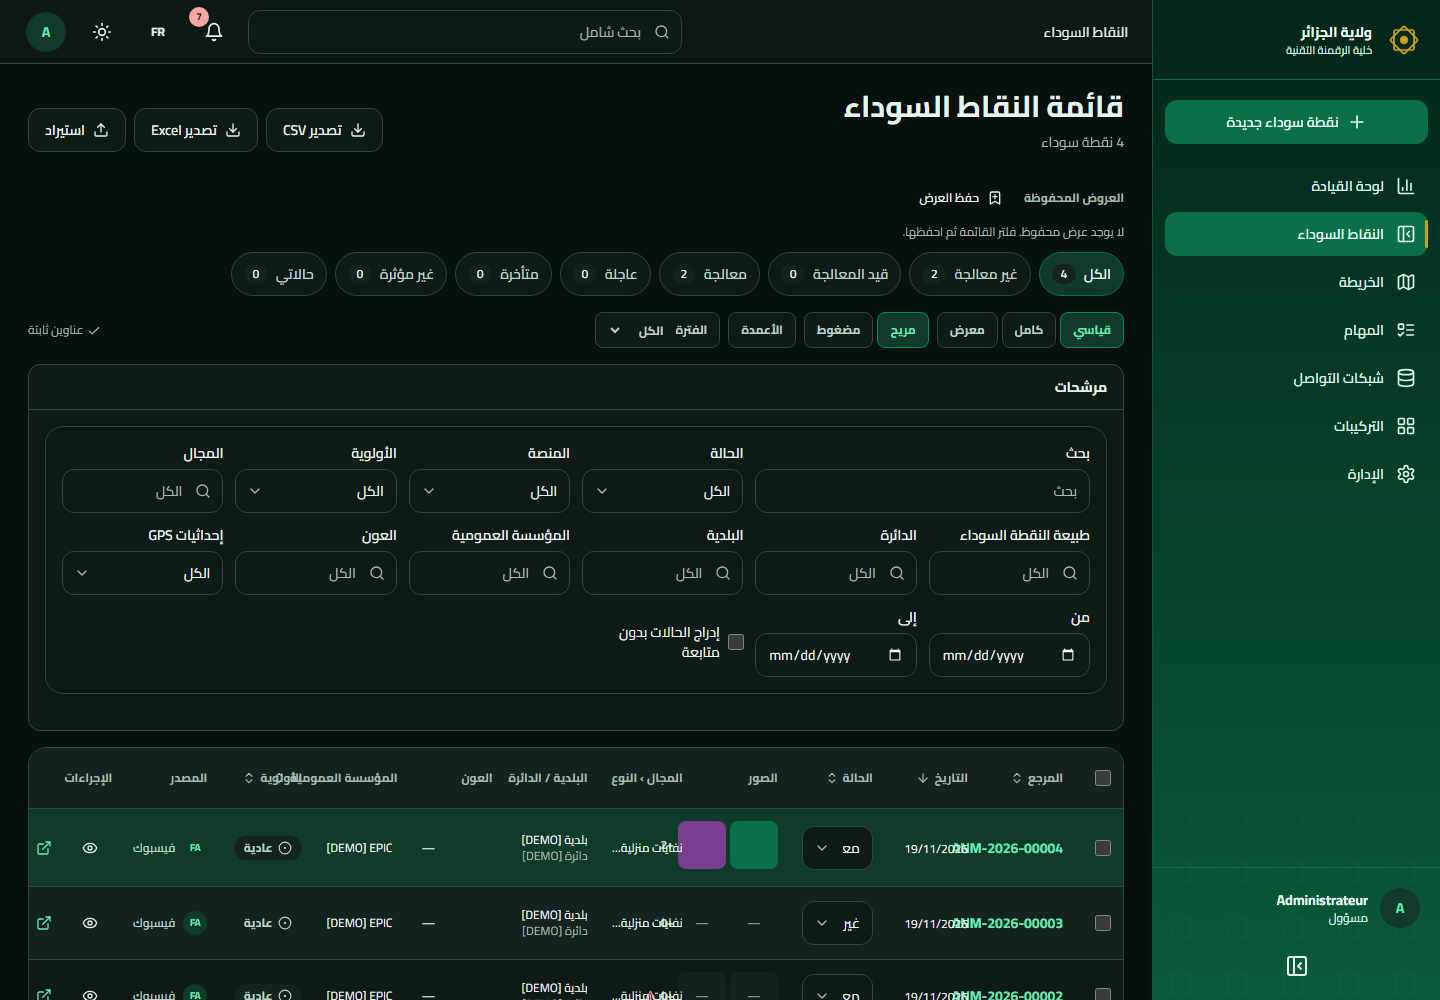 ولاية الجزائر
خلية الرقمنة التقنية
نقطة سوداء جديدة
لوحة القيادة
النقاط السوداء
الخريطة
المهام
شبكات التواصل
التركيبات
الإدارة
Administrateur
مسؤول
A
النقاط السوداء
بحث شامل
7
FR
A
قائمة النقاط السوداء
4 نقطة سوداء
تصدير CSV
تصدير Excel
استيراد
العروض المحفوظة
حفظ العرض
لا يوجد عرض محفوظ. فلتر القائمة ثم احفظها.
الكل 4
غير معالجة 2
قيد المعالجة 0
معالجة 2
عاجلة 0
متأخرة 0
غير مؤثرة 0
حالاتي 0
قياسي
كامل
معرض
مريح
مضغوط
الأعمدة
الفترة الكل
عناوين ثابتة
مرشحات
بحث الحالة المنصة الأولوية المجال
بحث الكل الكل الكل الكل
طبيعة النقطة السوداء الدائرة البلدية المؤسسة العمومية العون إحداثيات GPS
الكل الكل الكل الكل الكل الكل
من إلى
mm/dd/yyyy mm/dd/yyyy
إدراج الحالات بدون
متابعة
المرجع التاريخ الحالة الصور المجال › النوع البلدية / الدائرة العون المؤسسة العمومية الأولوية المصدر الإجراءات
NM-2026-00004 19/11/2026 مع نفايات منزلية... بلدية [DEMO] — [DEMO] EPIC عادية FA فيسبوك
دائرة [DEMO]
NM-2026-00003 19/11/2026 غير — — نفايات منزلية... بلدية [DEMO] — [DEMO] EPIC عادية FA فيسبوك
دائرة [DEMO]
NM-2026-00002 19/11/2026 مع — — نفايات منزلية... بلدية [DEMO] — [DEMO] EPIC عادية FA فيسبوك